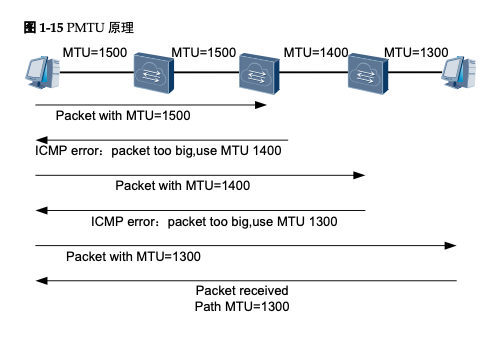 图 1-15 PMTU 原理
MTU=1500 MTU=1500 MTU=1400 MTU=1300
Packet with MTU=1500
ICMP error：packet too big,use MTU 1400
Packet with MTU=1400
ICMP error：packet too big,use MTU 1300
Packet with MTU=1300
Packet received
Path MTU=1300